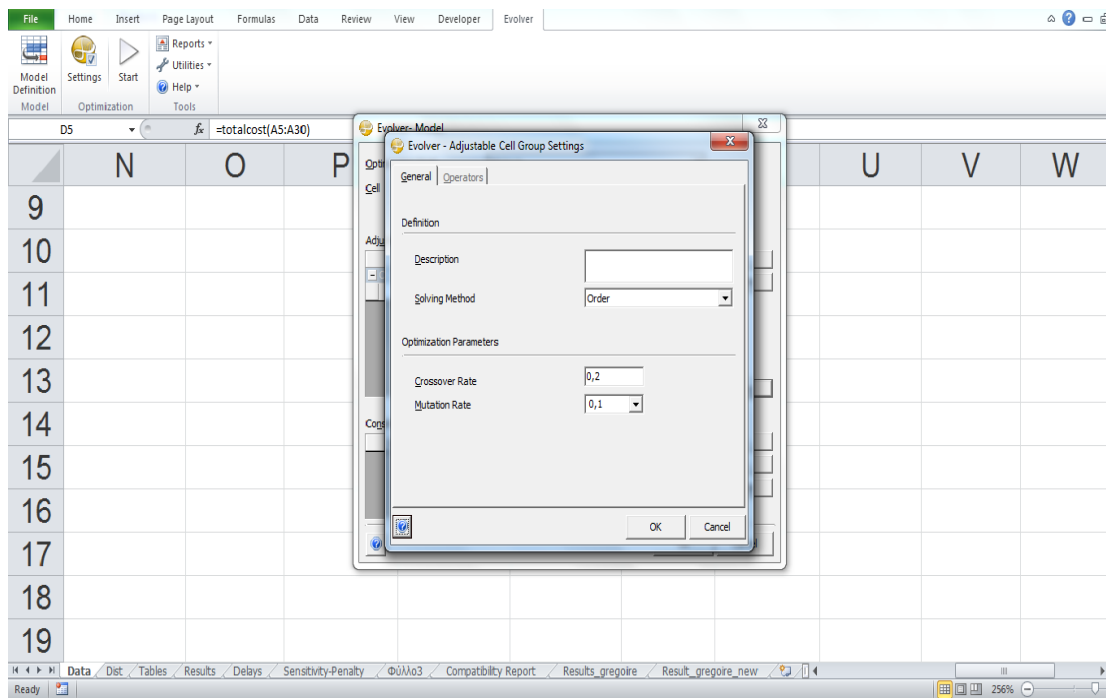 File Home Insert Page Layout Formulas Data Review View Developer Evolver
Model Definition
Settings
Start
Reports
Utilities
Help
Model Optimization Tools
D5 fx =totalcost(A5:A30)
N O P U V W
9
10
11
12
13
14
15
16
17
18
19
Evolver- Model
Cell
Evolver - Adjustable Cell Group Settings
General Operators
Definition
Description
Solving Method Order
Optimization Parameters
Crossover Rate 0,2
Mutation Rate 0,1
OK Cancel
Data Dist Tables Results Delays Sensitivity-Penalty Φύλλο3 Compatibility Report Results_gregoire Result_gregoire_new
Ready 256%